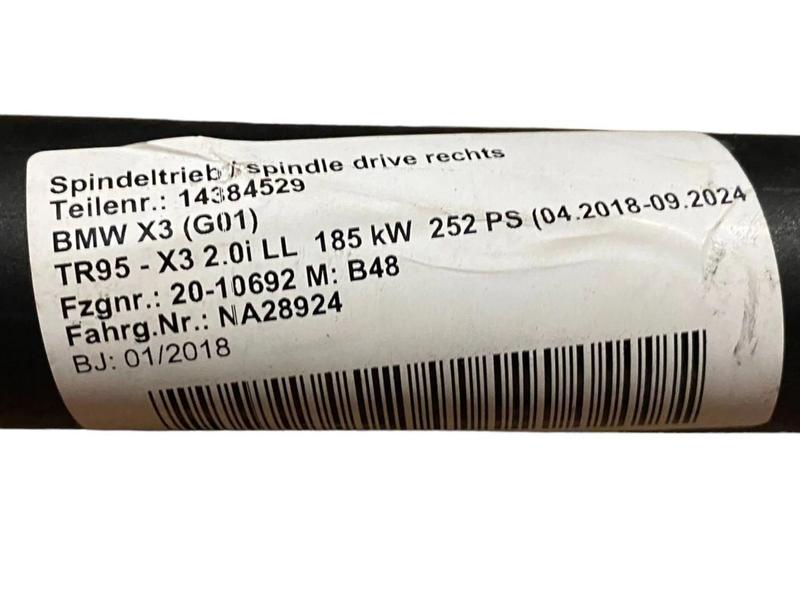 Spindeltrieb / spindle drive rechts
Teilenr.: 14384529
BMW X3 (G01)
TR95 - X3 2.0i LL 185 kW 252 PS (04.2018-09.2024
Fzgnr.: 20-10692 M: B48
Fahrg.Nr.: NA28924
BJ: 01/2018